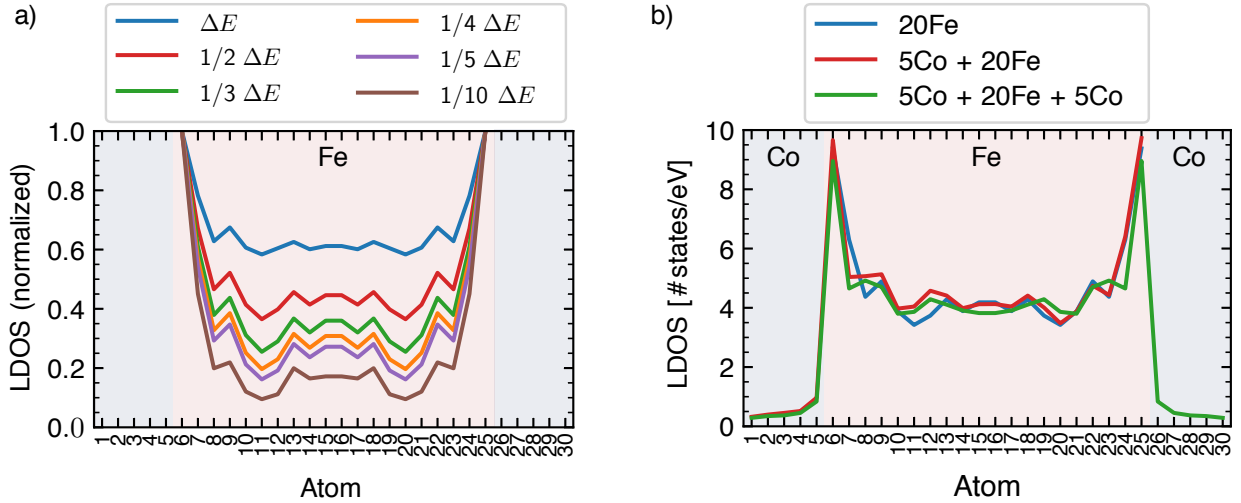 a)
ΔE
1/2 ΔE
1/3 ΔE
1/4 ΔE
1/5 ΔE
1/10 ΔE
LDOS (normalized)
1.0
0.8
0.6
0.4
0.2
0.0
Fe
1 2 3 4 5 6 7 8 9 10 11 12 13 14 15 16 17 18 19 20 21 22 23 24 25 26 27 28 29 30
Atom
b)
20Fe
5Co + 20Fe
5Co + 20Fe + 5Co
LDOS [# states/eV]
10
8
6
4
2
0
Co
Fe
Co
1 2 3 4 5 6 7 8 9 10 11 12 13 14 15 16 17 18 19 20 21 22 23 24 25 26 27 28 29 30
Atom